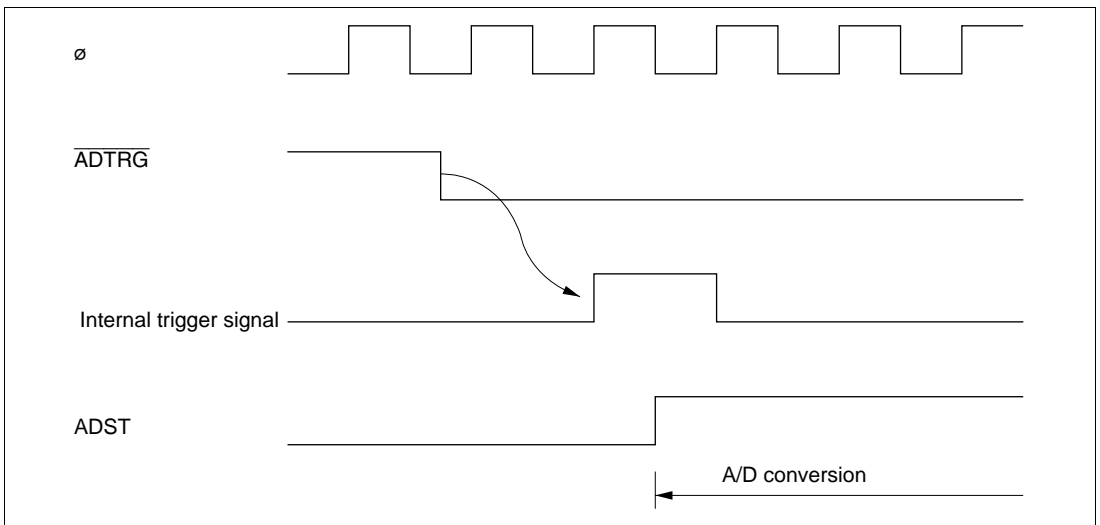 ø
ADTRG
Internal trigger signal
ADST
A/D conversion